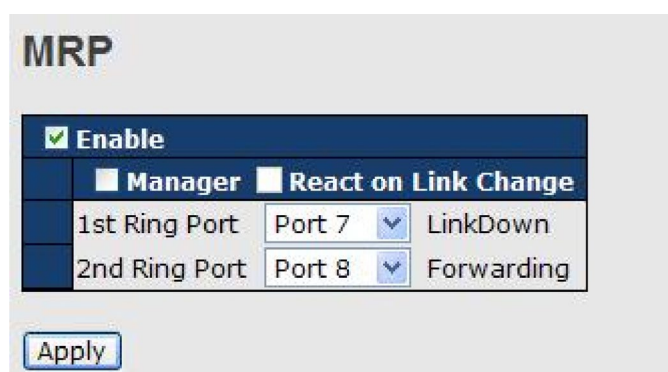 MRP
Enable
Manager React on Link Change
1st Ring Port Port 7 LinkDown
2nd Ring Port Port 8 Forwarding
Apply